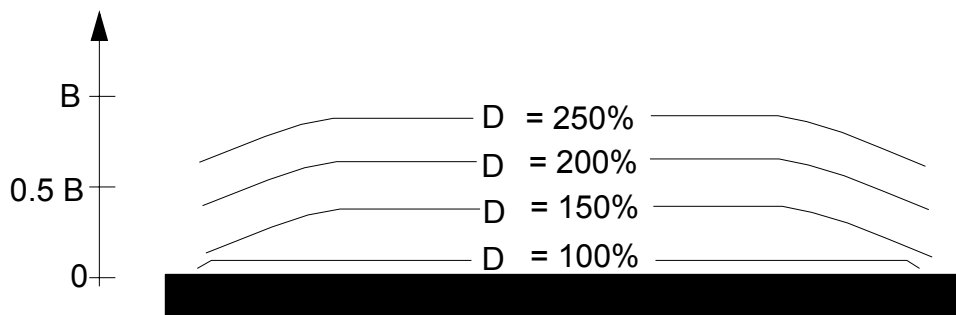 B
D = 250%
D = 200%
0.5 B
D = 150%
D = 100%
0